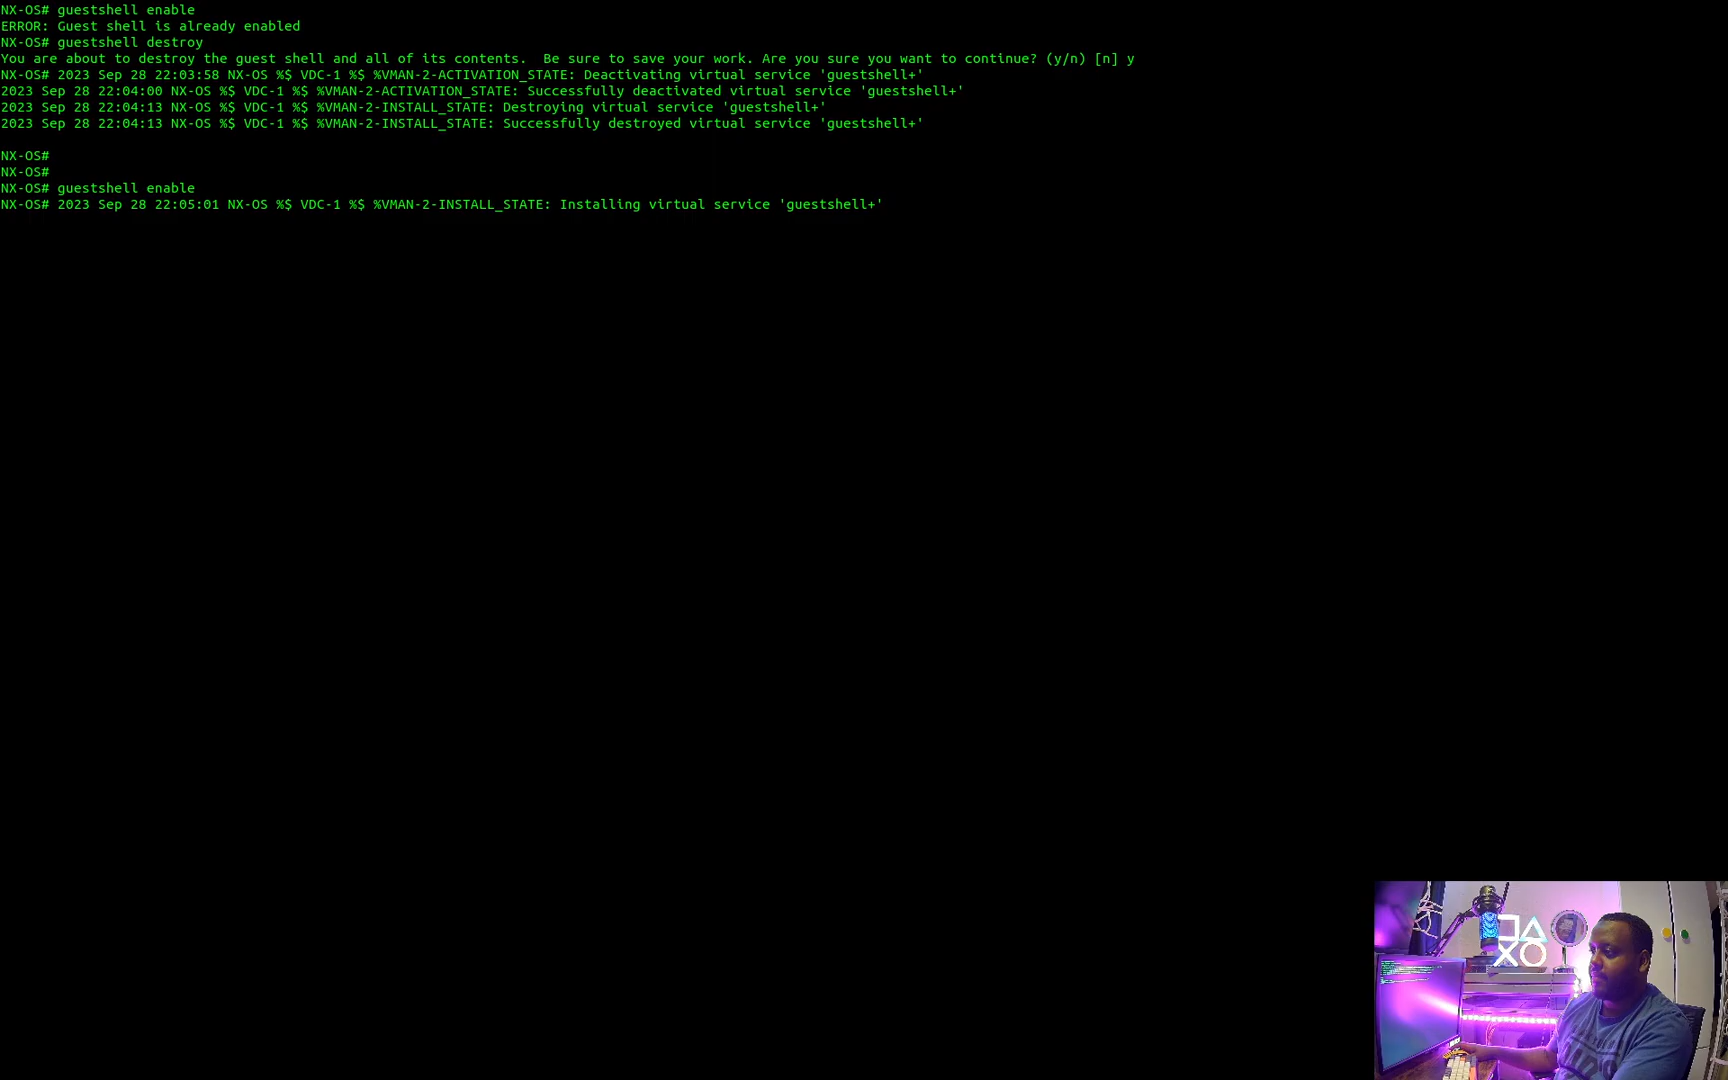 NX-OS# guestshell enable
ERROR: Guest shell is already enabled
NX-OS# guestshell destroy
You are about to destroy the guest shell and all of its contents.  Be sure to save your work. Are you sure you want to continue? (y/n) [n] y
NX-OS# 2023 Sep 28 22:03:58 NX-OS %$ VDC-1 %$ %VMAN-2-ACTIVATION_STATE: Deactivating virtual service 'guestshell+'
2023 Sep 28 22:04:00 NX-OS %$ VDC-1 %$ %VMAN-2-ACTIVATION_STATE: Successfully deactivated virtual service 'guestshell+'
2023 Sep 28 22:04:13 NX-OS %$ VDC-1 %$ %VMAN-2-INSTALL_STATE: Destroying virtual service 'guestshell+'
2023 Sep 28 22:04:13 NX-OS %$ VDC-1 %$ %VMAN-2-INSTALL_STATE: Successfully destroyed virtual service 'guestshell+'
NX-OS#
NX-OS#
NX-OS# guestshell enable
NX-OS# 2023 Sep 28 22:05:01 NX-OS %$ VDC-1 %$ %VMAN-2-INSTALL_STATE: Installing virtual service 'guestshell+'